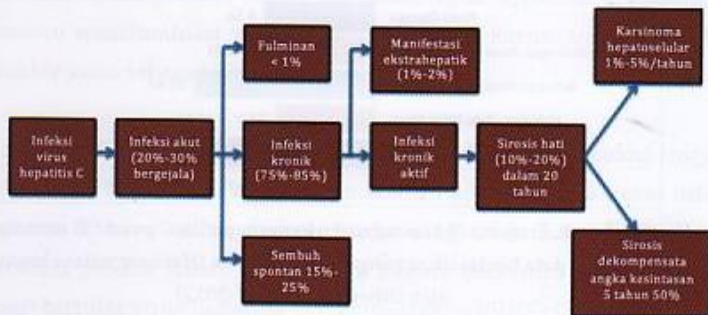 Fulminan
< 1%
Manifestasi
ekstrahepatik
(1%-2%)
Karsinoma
hepatoselular
1%-5%/tahun
Infeksi
virus
hepatitis C
Infeksi akut
(20%-30%
bergejala)
Infeksi
kronik
(75%-85%)
Infeksi
kronik
aktif
Sirosis hati
(10%-20%)
dalam 20
tahun
Sembuh
spontan 15%-
25%
Sirosis
dekompensata
angka kesintasan
5 tahun 50%